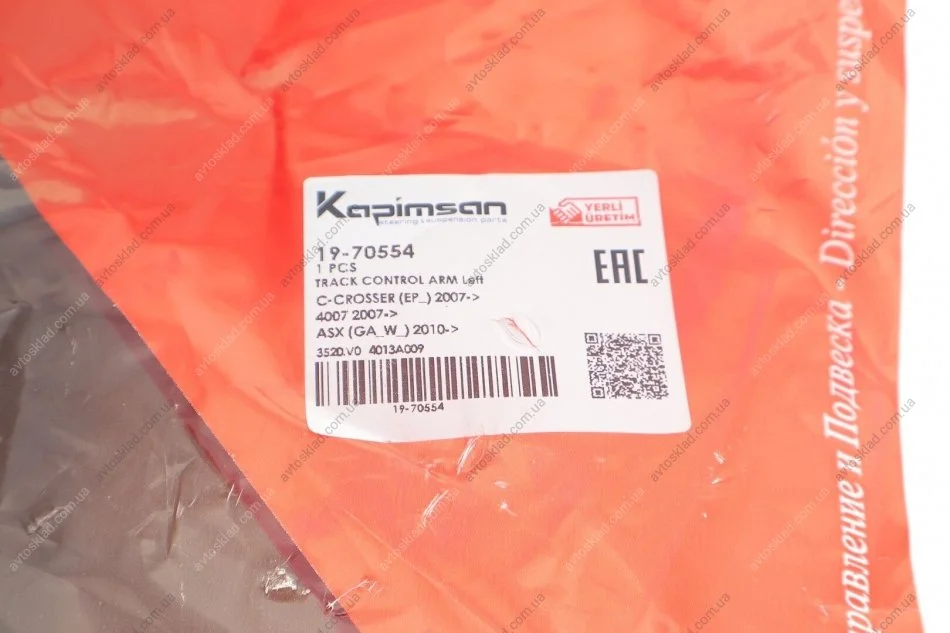 Kapimsan
steering & suspension parts
YERLİ
ÜRETİM
19-70554
1 PCS
TRACK CONTROL ARM Left
EAC
C-CROSSER (EP_) 2007->
4007 2007->
ASX (GA_W_) 2010->
3520.V0 4013A009
19-70554
равление и Подвеска - Dirección y suspe
avtosklad.com.ua